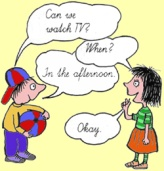 Can we
watch TV?
When?
In the afternoon.
Okay.